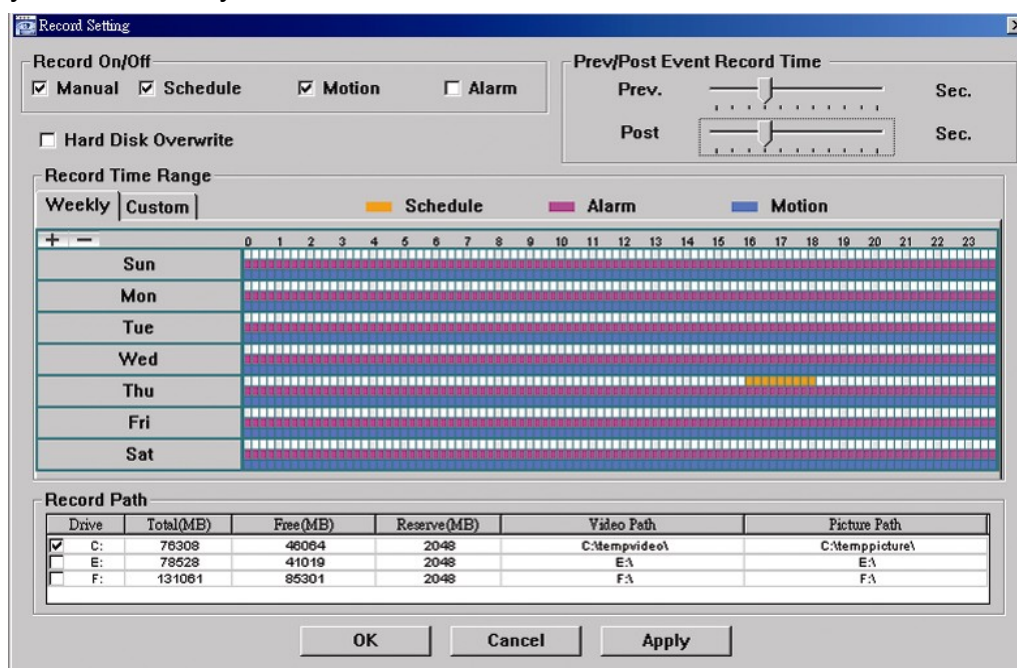 Record Setting
Record On/Off
Manual Schedule Motion Alarm
Hard Disk Overwrite
Prev/Post Event Record Time
Prev. Sec.
Post Sec.
Record Time Range
Weekly Custom Schedule Alarm Motion
+ − 0 1 2 3 4 5 6 7 8 9 10 11 12 13 14 15 16 17 18 19 20 21 22 23
Sun
Mon
Tue
Wed
Thu
Fri
Sat
Record Path
Drive Total(MB) Free(MB) Reserve(MB) Video Path Picture Path
C: 76308 46064 2048 C:\tempvideo\ C:\temppicture\
E: 78528 41019 2048 E:\ E:\
F: 131061 85301 2048 F:\ F:\
OK Cancel Apply